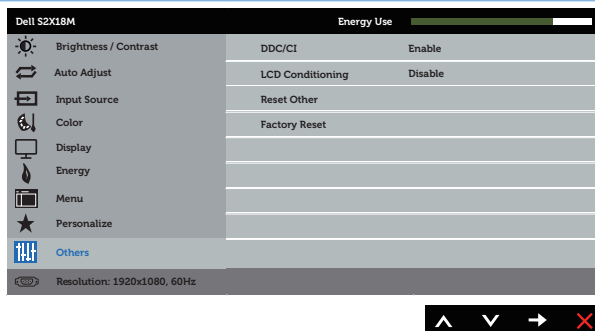 Dell S2X18M Energy Use
Brightness / Contrast DDC/CI Enable
Auto Adjust LCD Conditioning Disable
Input Source Reset Other
Color Factory Reset
Display
Energy
Menu
Personalize
Others
Resolution: 1920x1080, 60Hz